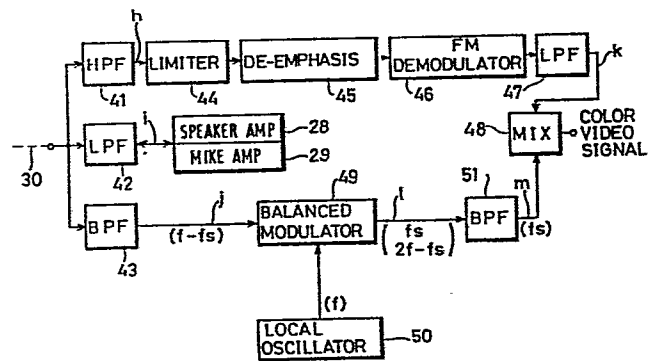 h
HPF
41
LIMITER
44
DE-EMPHASIS
45
FM
DEMODULATOR
46
LPF
47
k
30
LPF
42
i
SPEAKER AMP
28
MIKE AMP
29
48
MIX
COLOR
VIDEO
SIGNAL
BPF
43
j
(f-fs)
49
BALANCED
MODULATOR
l
(fs
2f-fs)
51
BPF
m
(fs)
(f)
LOCAL
OSCILLATOR
50